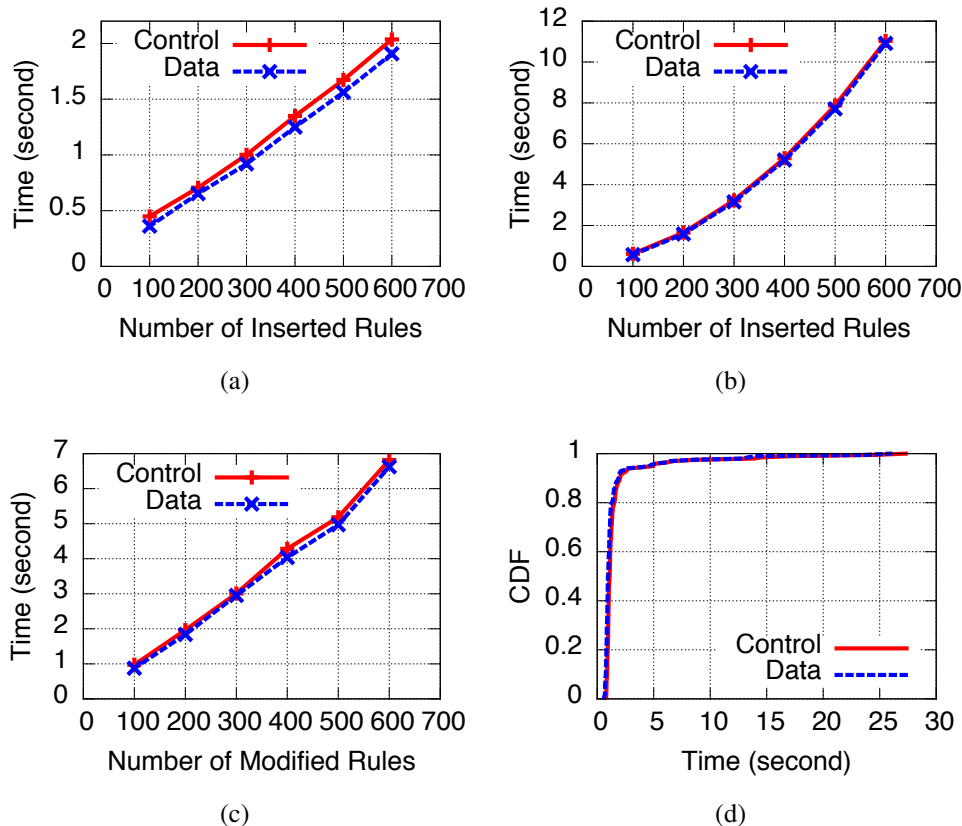 Time (second)
2
1.5
1
0.5
0
Control
Data
0 100 200 300 400 500 600 700
Number of Inserted Rules
(a)
Time (second)
12
10
8
6
4
2
0
Control
Data
0 100 200 300 400 500 600 700
Number of Inserted Rules
(b)
Time (second)
7
6
5
4
3
2
1
0
Control
Data
0 100 200 300 400 500 600 700
Number of Modified Rules
(c)
CDF
1
0.8
0.6
0.4
0.2
0
Control
Data
0 5 10 15 20 25 30
Time (second)
(d)